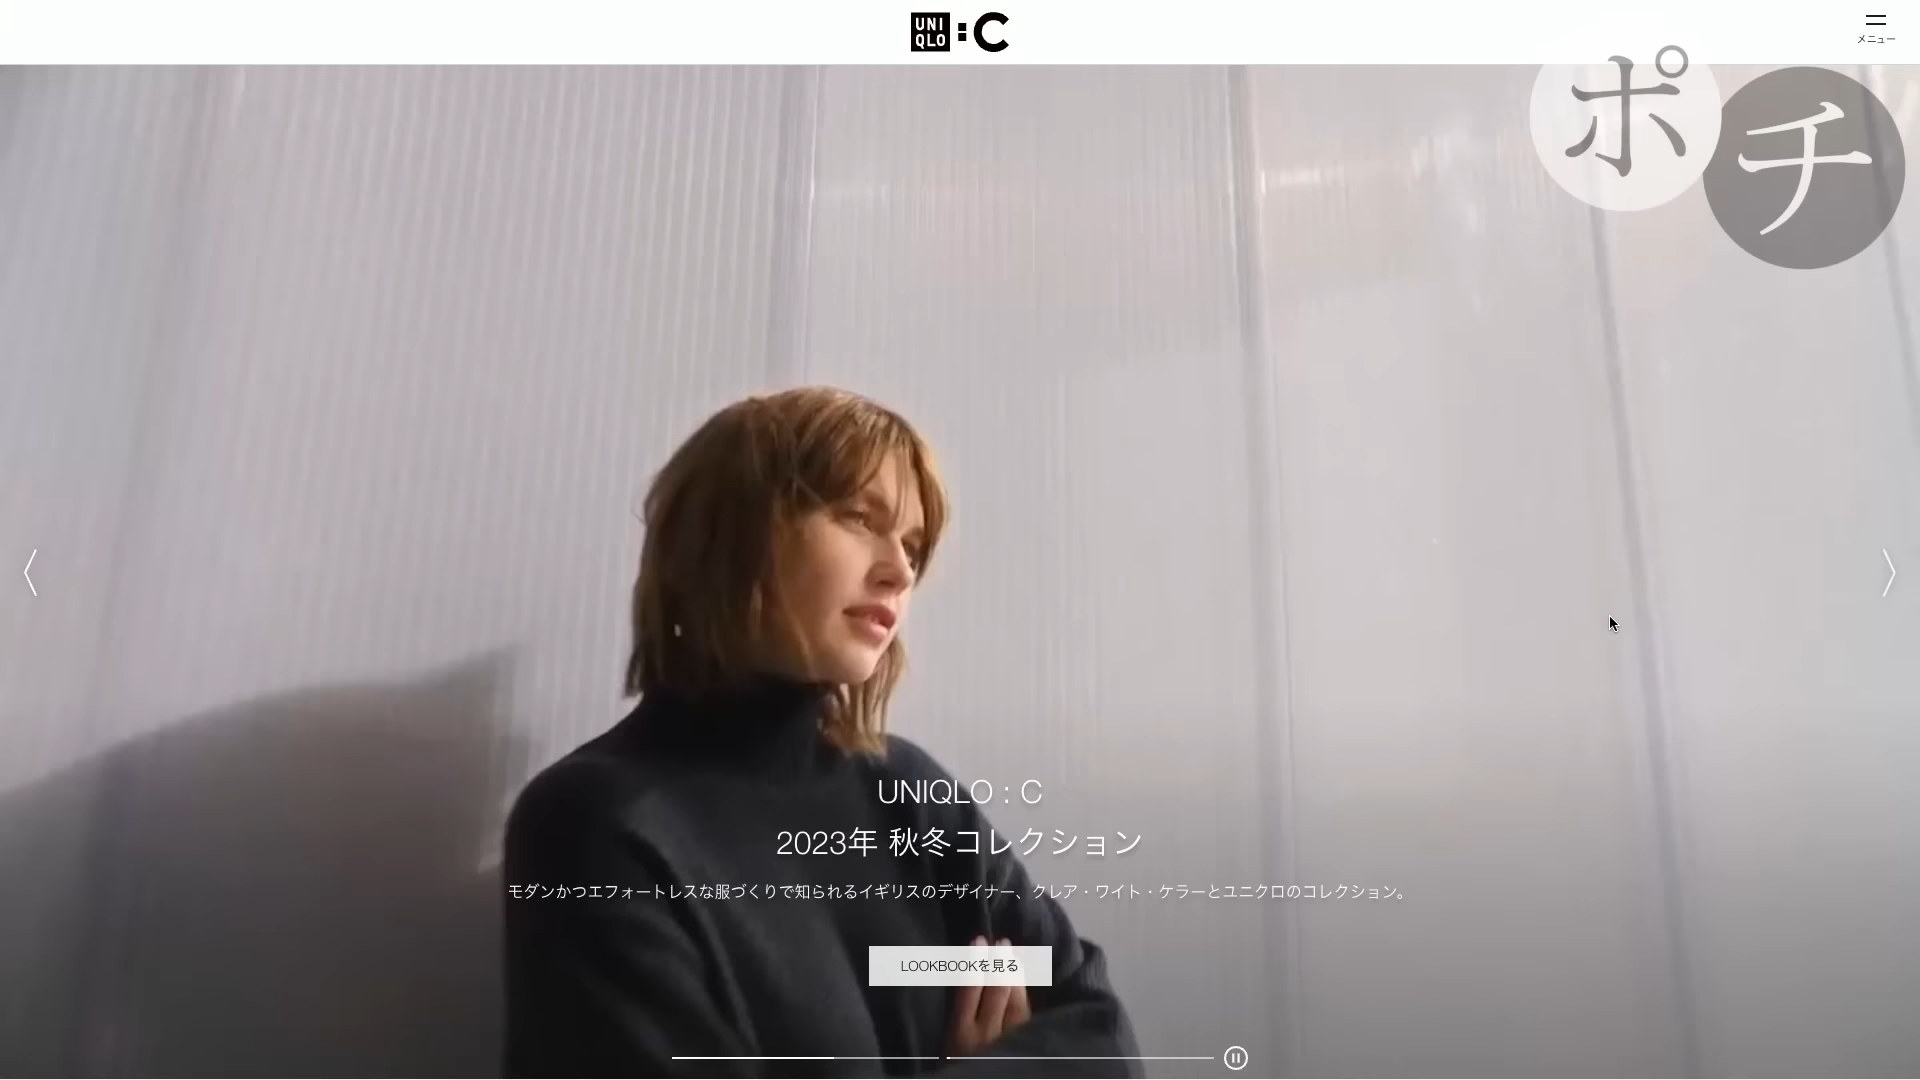 UNI
QLO : C
メニュー
ポチ
UNIQLO : C
2023年 秋冬コレクション
モダンかつエフォートレスな服づくりで知られるイギリスのデザイナー、クレア・ワイト・ケラーとユニクロのコレクション。
LOOKBOOKを見る